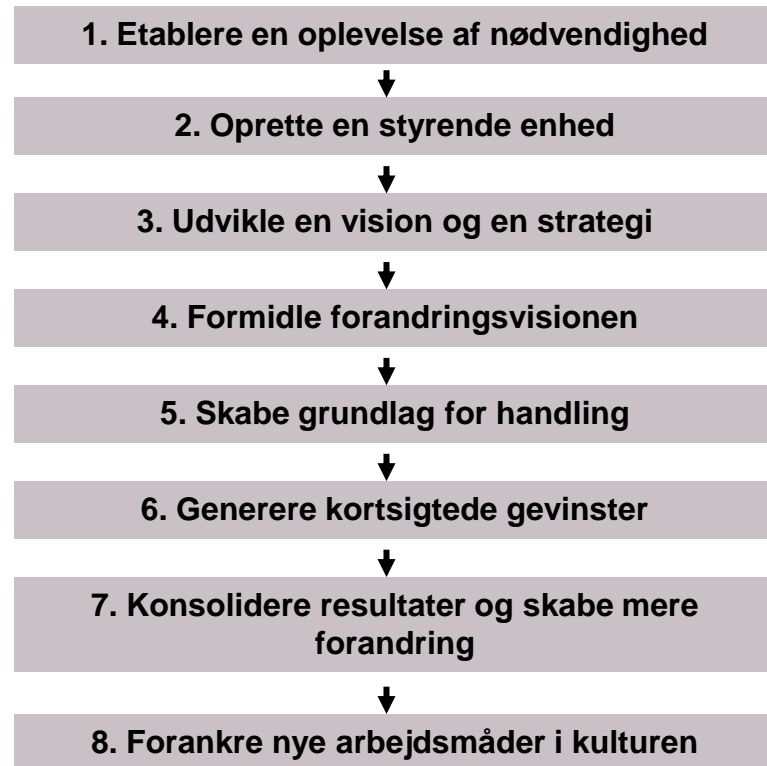 1. Etablere en oplevelse af nødvendighed
2. Oprette en styrende enhed
3. Udvikle en vision og en strategi
4. Formidle forandringsvisionen
5. Skabe grundlag for handling
6. Generere kortsigtede gevinster
7. Konsolidere resultater og skabe mere
forandring
8. Forankre nye arbejdsmåder i kulturen